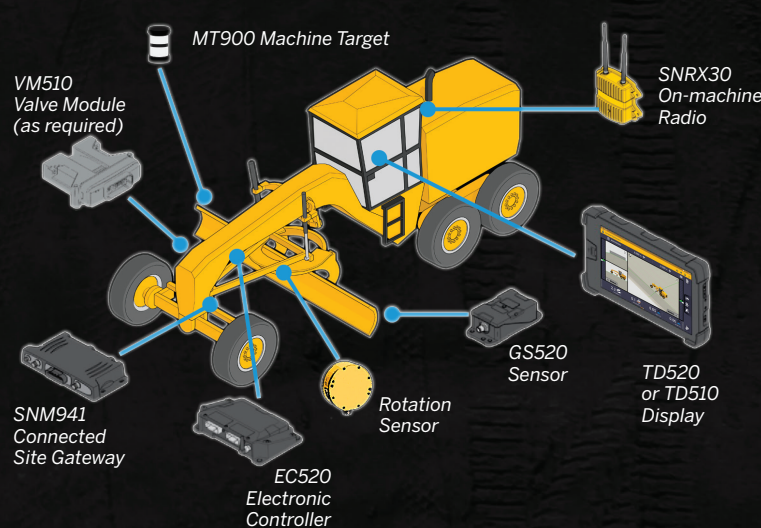 MT900 Machine Target
VM510
Valve Module
(as required)
SNRX30
On-machine
Radio
GS520
Sensor
TD520
or TD510
Display
Rotation
Sensor
SNM941
Connected
Site Gateway
EC520
Electronic
Controller